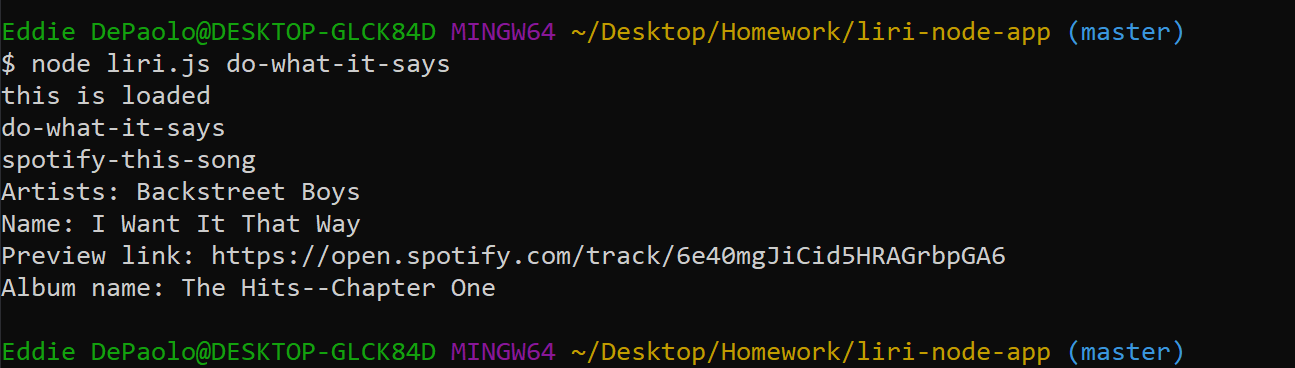 Eddie DePaolo@DESKTOP-GLCK84D MINGW64 ~/Desktop/Homework/liri-node-app (master)
$ node liri.js do-what-it-says
this is loaded
do-what-it-says
spotify-this-song
Artists: Backstreet Boys
Name: I Want It That Way
Preview link: https://open.spotify.com/track/6e40mgJiCid5HRAGrbpGA6
Album name: The Hits--Chapter One
Eddie DePaolo@DESKTOP-GLCK84D MINGW64 ~/Desktop/Homework/liri-node-app (master)